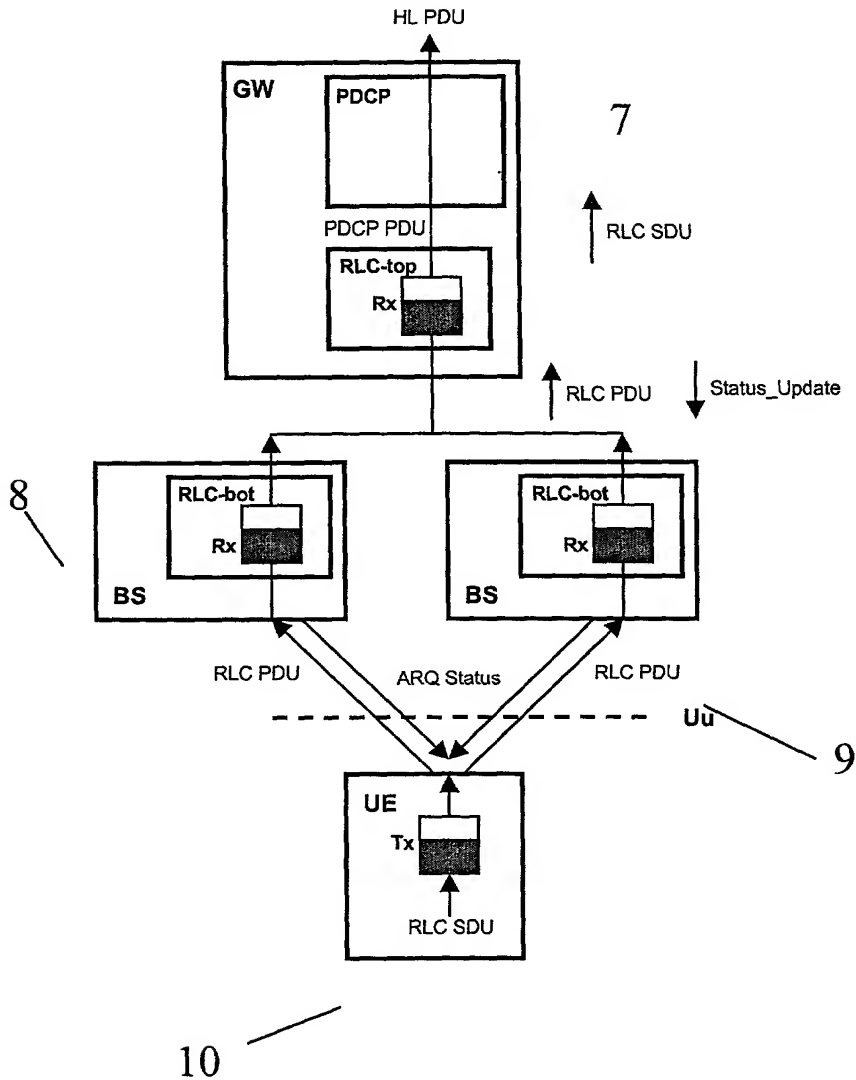 HL PDU
GW
PDCP
7
PDCP PDU
RLC SDU
RLC-top
Rx
RLC PDU
Status_Update
8
RLC-bot
Rx
BS
RLC-bot
Rx
BS
RLC PDU
ARQ Status
RLC PDU
Uu
9
UE
Tx
RLC SDU
10